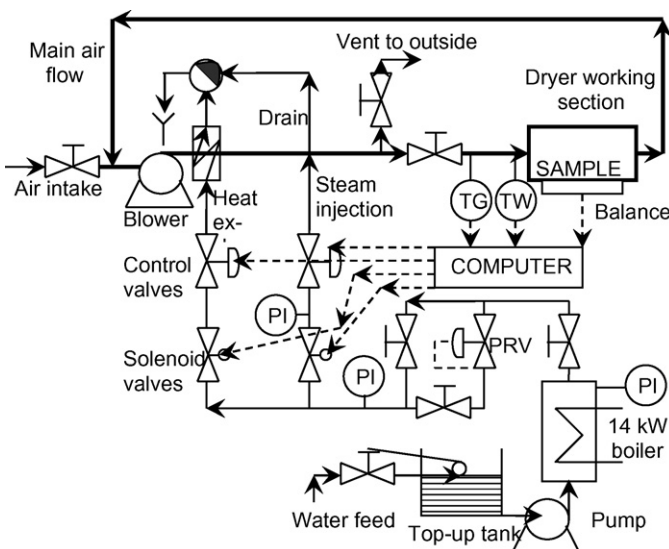 Main air
flow
Vent to outside
Dryer working
section
Drain
Air intake
SAMPLE
Blower
Heat
ex-
Steam
injection
TG
TW
Balance
Control
valves
COMPUTER
PI
Solenoid
valves
PI
PRV
PI
14 kW
boiler
Water feed
Top-up tank
Pump